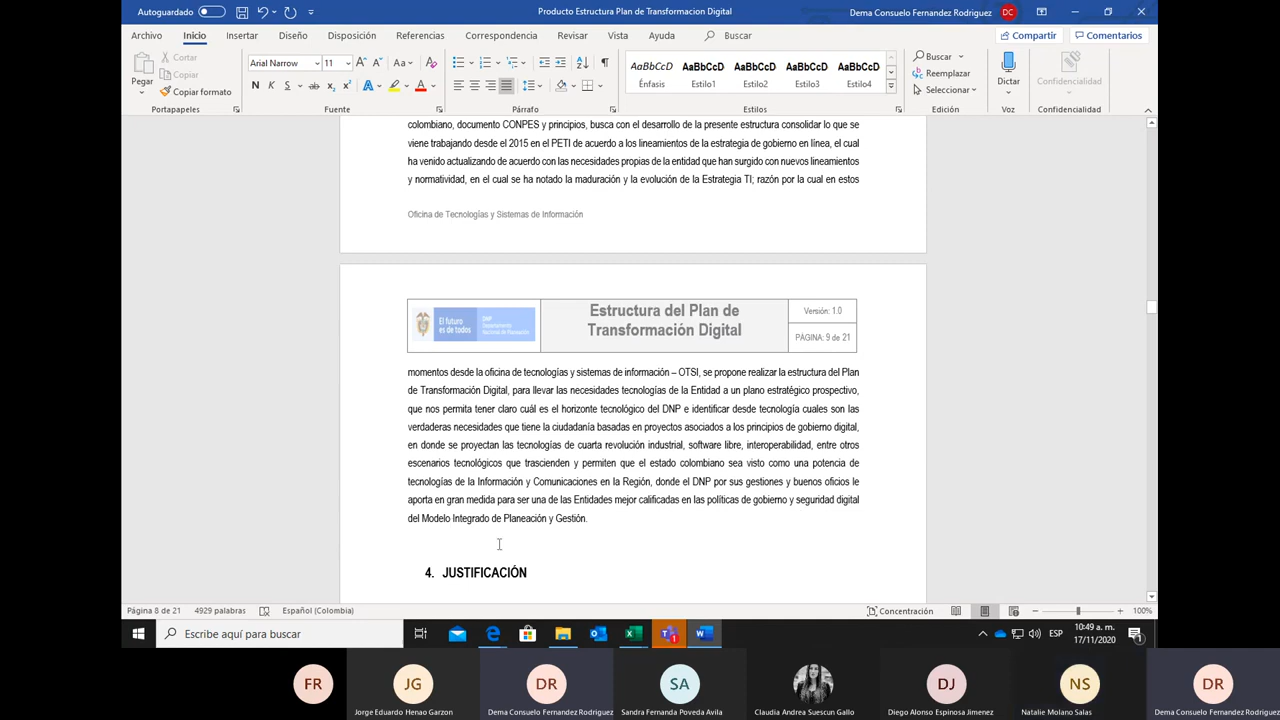 Autoguardado
Producto Estructura Plan de Transformacion Digital
Dema Consuelo Fernandez Rodriguez
DC
Archivo
Inicio
Insertar
Diseño
Disposición
Referencias
Correspondencia
Revisar
Vista
Ayuda
Buscar
Compartir
Comentarios
Pegar
Cortar
Copiar
Copiar formato
Portapapeles
Arial Narrow
11
Aa
N K S ab x₂ x²
Fuente
Párrafo
AaBbCcD
AaBbCcD
AaBbCcD
AaBbCcD
AaBbCcD
Énfasis
Estilo1
Estilo2
Estilo3
Estilo4
Estilos
Buscar
Reemplazar
Seleccionar
Edición
Dictar
Voz
Confidencialidad
Confidencialidad
colombiano, documento CONPES y principios, busca con el desarrollo de la presente estructura consolidar lo que se
viene trabajando desde el 2015 en el PETI de acuerdo a los lineamientos de la estrategia de gobierno en línea, el cual
ha venido actualizando de acuerdo con las necesidades propias de la entidad que han surgido con nuevos lineamientos
y normatividad, en el cual se ha notado la maduración y la evolución de la Estrategia TI; razón por la cual en estos
Oficina de Tecnologías y Sistemas de Información
El futuro
es de todos
DNP
Departamento
Nacional de Planeación
Estructura del Plan de
Transformación Digital
Versión: 1.0
PÁGINA: 9 de 21
momentos desde la oficina de tecnologías y sistemas de información – OTSI, se propone realizar la estructura del Plan
de Transformación Digital, para llevar las necesidades tecnologías de la Entidad a un plano estratégico prospectivo,
que nos permita tener claro cuál es el horizonte tecnológico del DNP e identificar desde tecnología cuales son las
verdaderas necesidades que tiene la ciudadanía basadas en proyectos asociados a los principios de gobierno digital,
en donde se proyectan las tecnologías de cuarta revolución industrial, software libre, interoperabilidad, entre otros
escenarios tecnológicos que trascienden y permiten que el estado colombiano sea visto como una potencia de
tecnologías de la Información y Comunicaciones en la Región, donde el DNP por sus gestiones y buenos oficios le
aporta en gran medida para ser una de las Entidades mejor calificadas en las políticas de gobierno y seguridad digital
del Modelo Integrado de Planeación y Gestión.
4. JUSTIFICACIÓN
Página 8 de 21
4929 palabras
Español (Colombia)
Concentración
100%
Escribe aquí para buscar
ESP
10:49 a. m.
17/11/2020
1
FR
JG
DR
SA
DJ
NS
DR
Jorge Eduardo Henao Garzon
Dema Consuelo Fernandez Rodriguez
Sandra Fernanda Poveda Avila
Claudia Andrea Suescun Gallo
Diego Alonso Espinosa Jimenez
Natalie Molano Salas
Dema Consuelo Fernandez Rodriguez